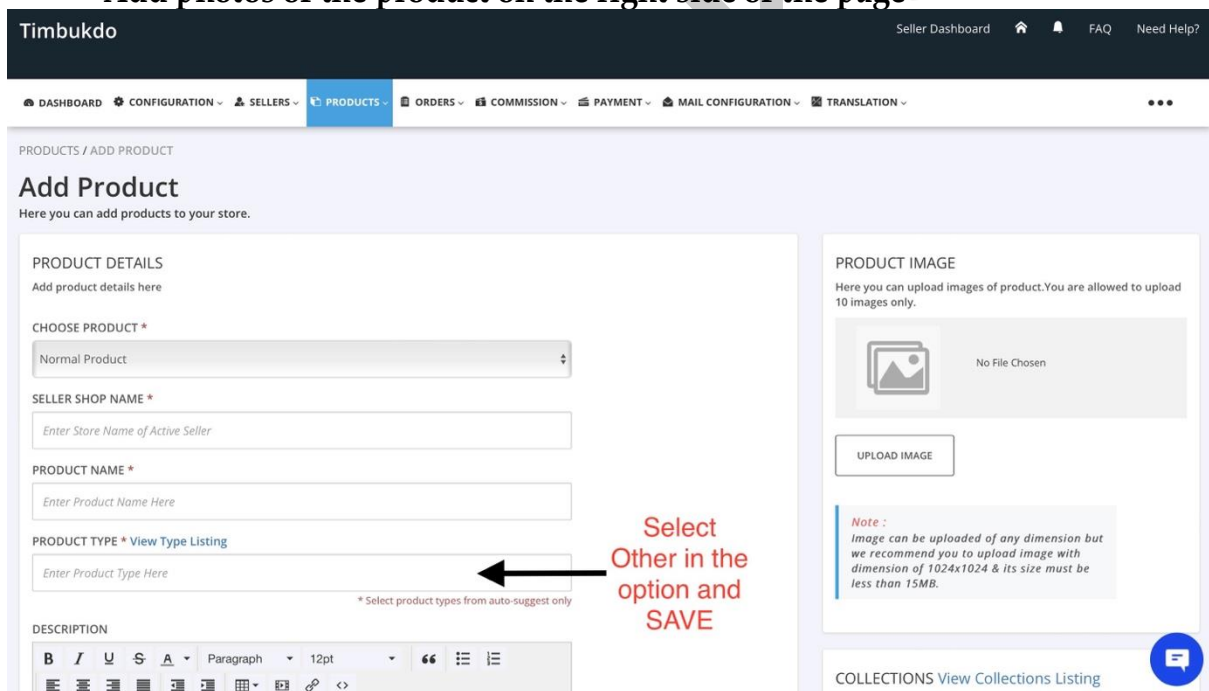 Add photos of the product on the right side of the page
Timbukdo
Seller Dashboard FAQ Need Help?
DASHBOARD CONFIGURATION SELLERS PRODUCTS ORDERS COMMISSION PAYMENT MAIL CONFIGURATION TRANSLATION
PRODUCTS / ADD PRODUCT
Add Product
Here you can add products to your store.
PRODUCT DETAILS
Add product details here
CHOOSE PRODUCT *
Normal Product
SELLER SHOP NAME *
Enter Store Name of Active Seller
PRODUCT NAME *
Enter Product Name Here
PRODUCT TYPE * View Type Listing
Enter Product Type Here
* Select product types from auto-suggest only
Select
Other in the
option and
SAVE
DESCRIPTION
B I U S A Paragraph 12pt
PRODUCT IMAGE
Here you can upload images of product.You are allowed to upload
10 images only.
No File Chosen
UPLOAD IMAGE
Note :
Image can be uploaded of any dimension but
we recommend you to upload image with
dimension of 1024x1024 & its size must be
less than 15MB.
COLLECTIONS View Collections Listing